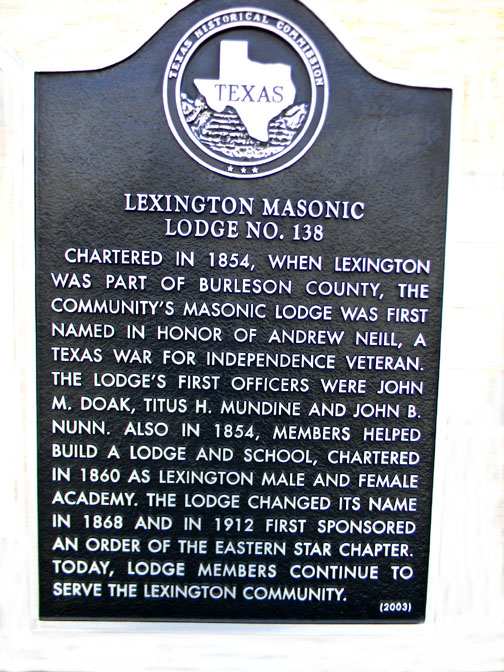 TEXAS HISTORICAL COMMISSION
TEXAS
LEXINGTON MASONIC
LODGE NO. 138
CHARTERED IN 1854, WHEN LEXINGTON
WAS PART OF BURLESON COUNTY, THE
COMMUNITY'S MASONIC LODGE WAS FIRST
NAMED IN HONOR OF ANDREW NEILL, A
TEXAS WAR FOR INDEPENDENCE VETERAN.
THE LODGE'S FIRST OFFICERS WERE JOHN
M. DOAK, TITUS H. MUNDINE AND JOHN B.
NUNN. ALSO IN 1854, MEMBERS HELPED
BUILD A LODGE AND SCHOOL, CHARTERED
IN 1860 AS LEXINGTON MALE AND FEMALE
ACADEMY. THE LODGE CHANGED ITS NAME
IN 1868 AND IN 1912 FIRST SPONSORED
AN ORDER OF THE EASTERN STAR CHAPTER.
TODAY, LODGE MEMBERS CONTINUE TO
SERVE THE LEXINGTON COMMUNITY.
(2003)